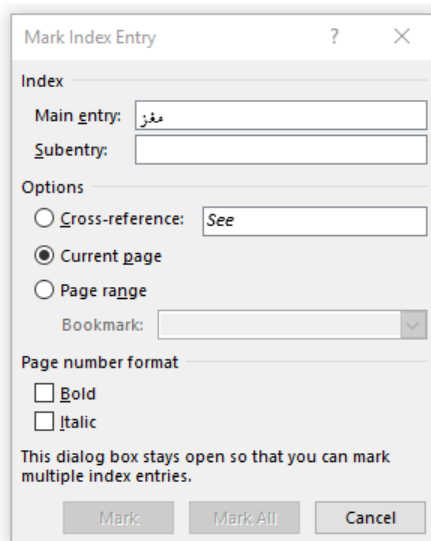 Mark Index Entry ? ×
Index
Main entry: مغز
Subentry:
Options
Cross-reference: See
Current page
Page range
Bookmark:
Page number format
Bold
Italic
This dialog box stays open so that you can mark
multiple index entries.
Mark Mark All Cancel